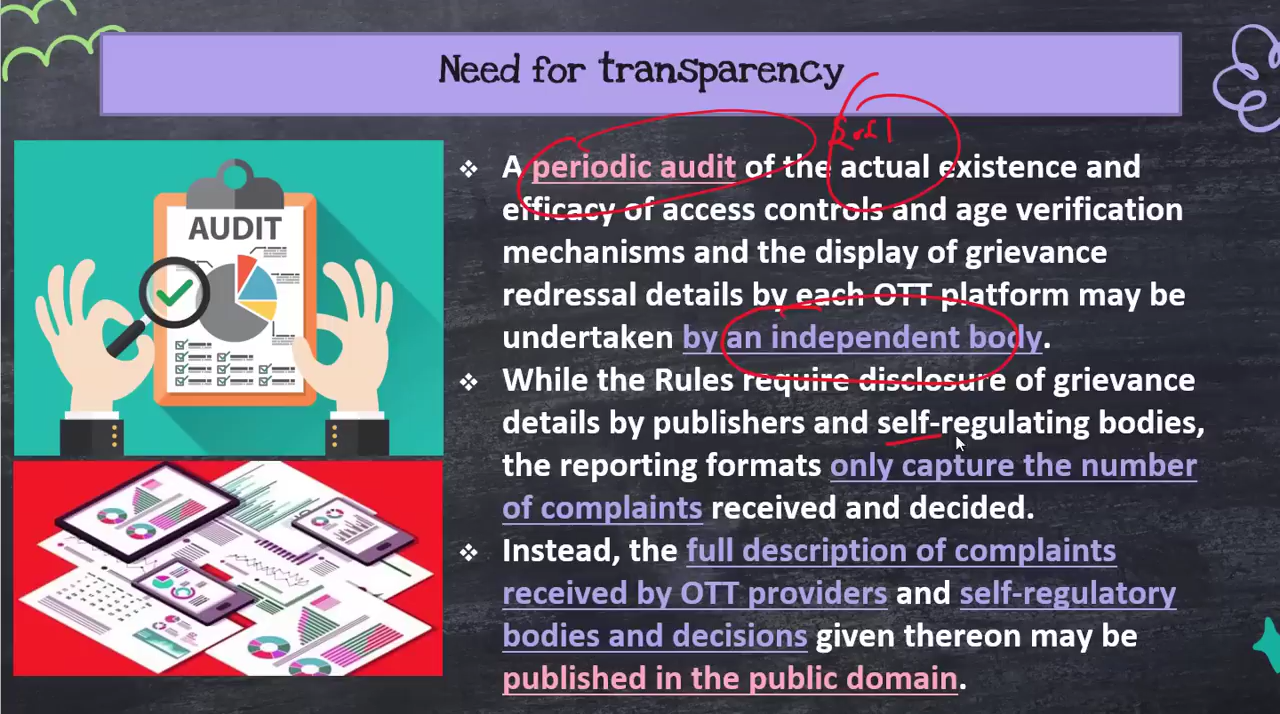 Need for transparency
AUDIT
❖ A periodic audit of the actual existence and
efficacy of access controls and age verification
mechanisms and the display of grievance
redressal details by each OTT platform may be
undertaken by an independent body.
❖ While the Rules require disclosure of grievance
details by publishers and self-regulating bodies,
the reporting formats only capture the number
of complaints received and decided.
❖ Instead, the full description of complaints
received by OTT providers and self-regulatory
bodies and decisions given thereon may be
published in the public domain.